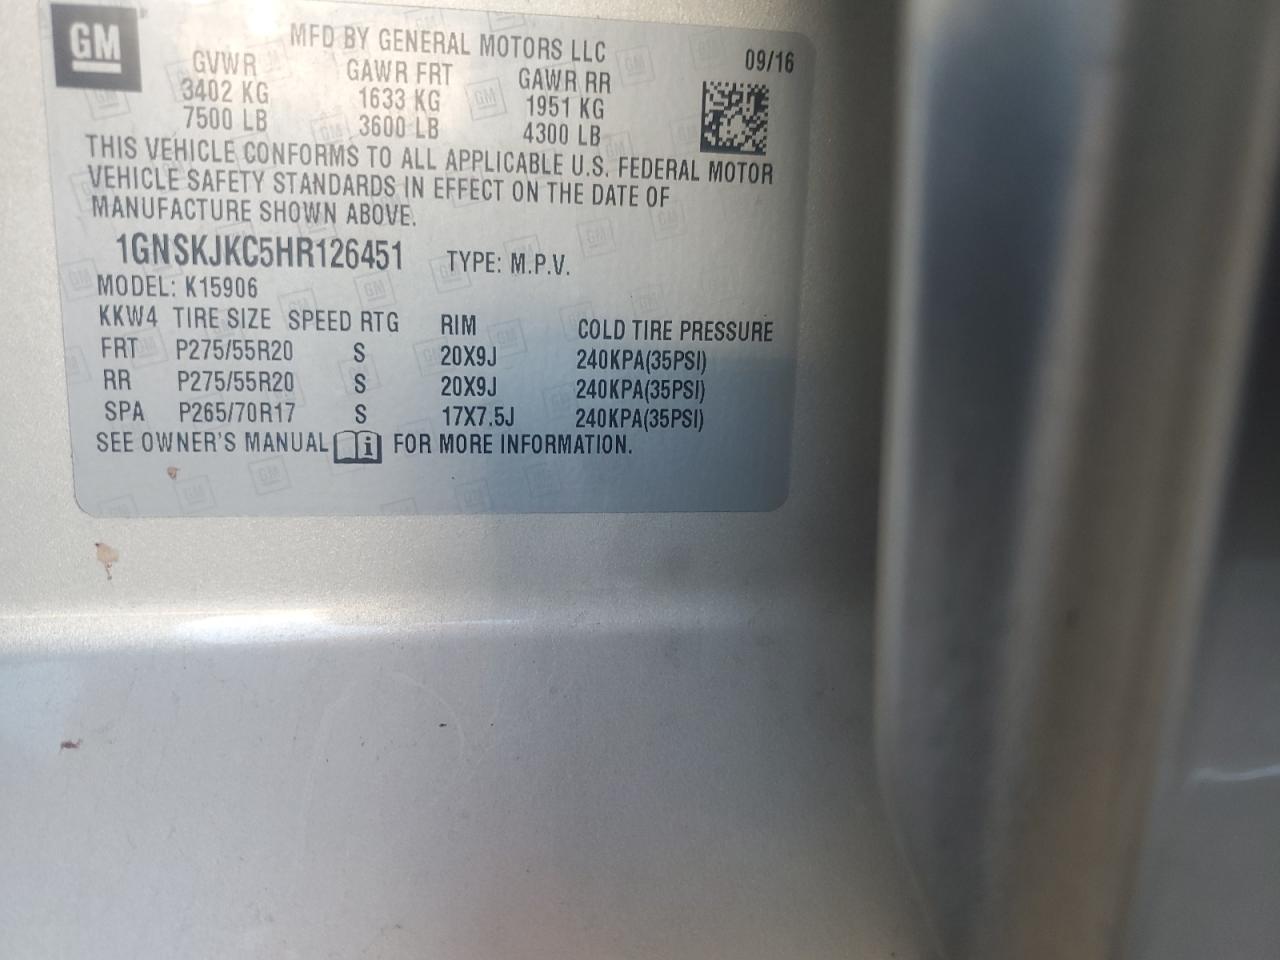 GM
MFD BY GENERAL MOTORS LLC 09/16
GVWR GAWR FRT GAWR RR
3402 KG 1633 KG 1951 KG
7500 LB 3600 LB 4300 LB
THIS VEHICLE CONFORMS TO ALL APPLICABLE U.S. FEDERAL MOTOR
VEHICLE SAFETY STANDARDS IN EFFECT ON THE DATE OF
MANUFACTURE SHOWN ABOVE.
1GNSKJKC5HR126451 TYPE: M.P.V.
MODEL: K15906
KKW4 TIRE SIZE SPEED RTG RIM COLD TIRE PRESSURE
FRT P275/55R20 S 20X9J 240KPA(35PSI)
RR P275/55R20 S 20X9J 240KPA(35PSI)
SPA P265/70R17 S 17X7.5J 240KPA(35PSI)
SEE OWNER'S MANUAL i FOR MORE INFORMATION.